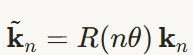 k̃ₙ = R(nθ) kₙ